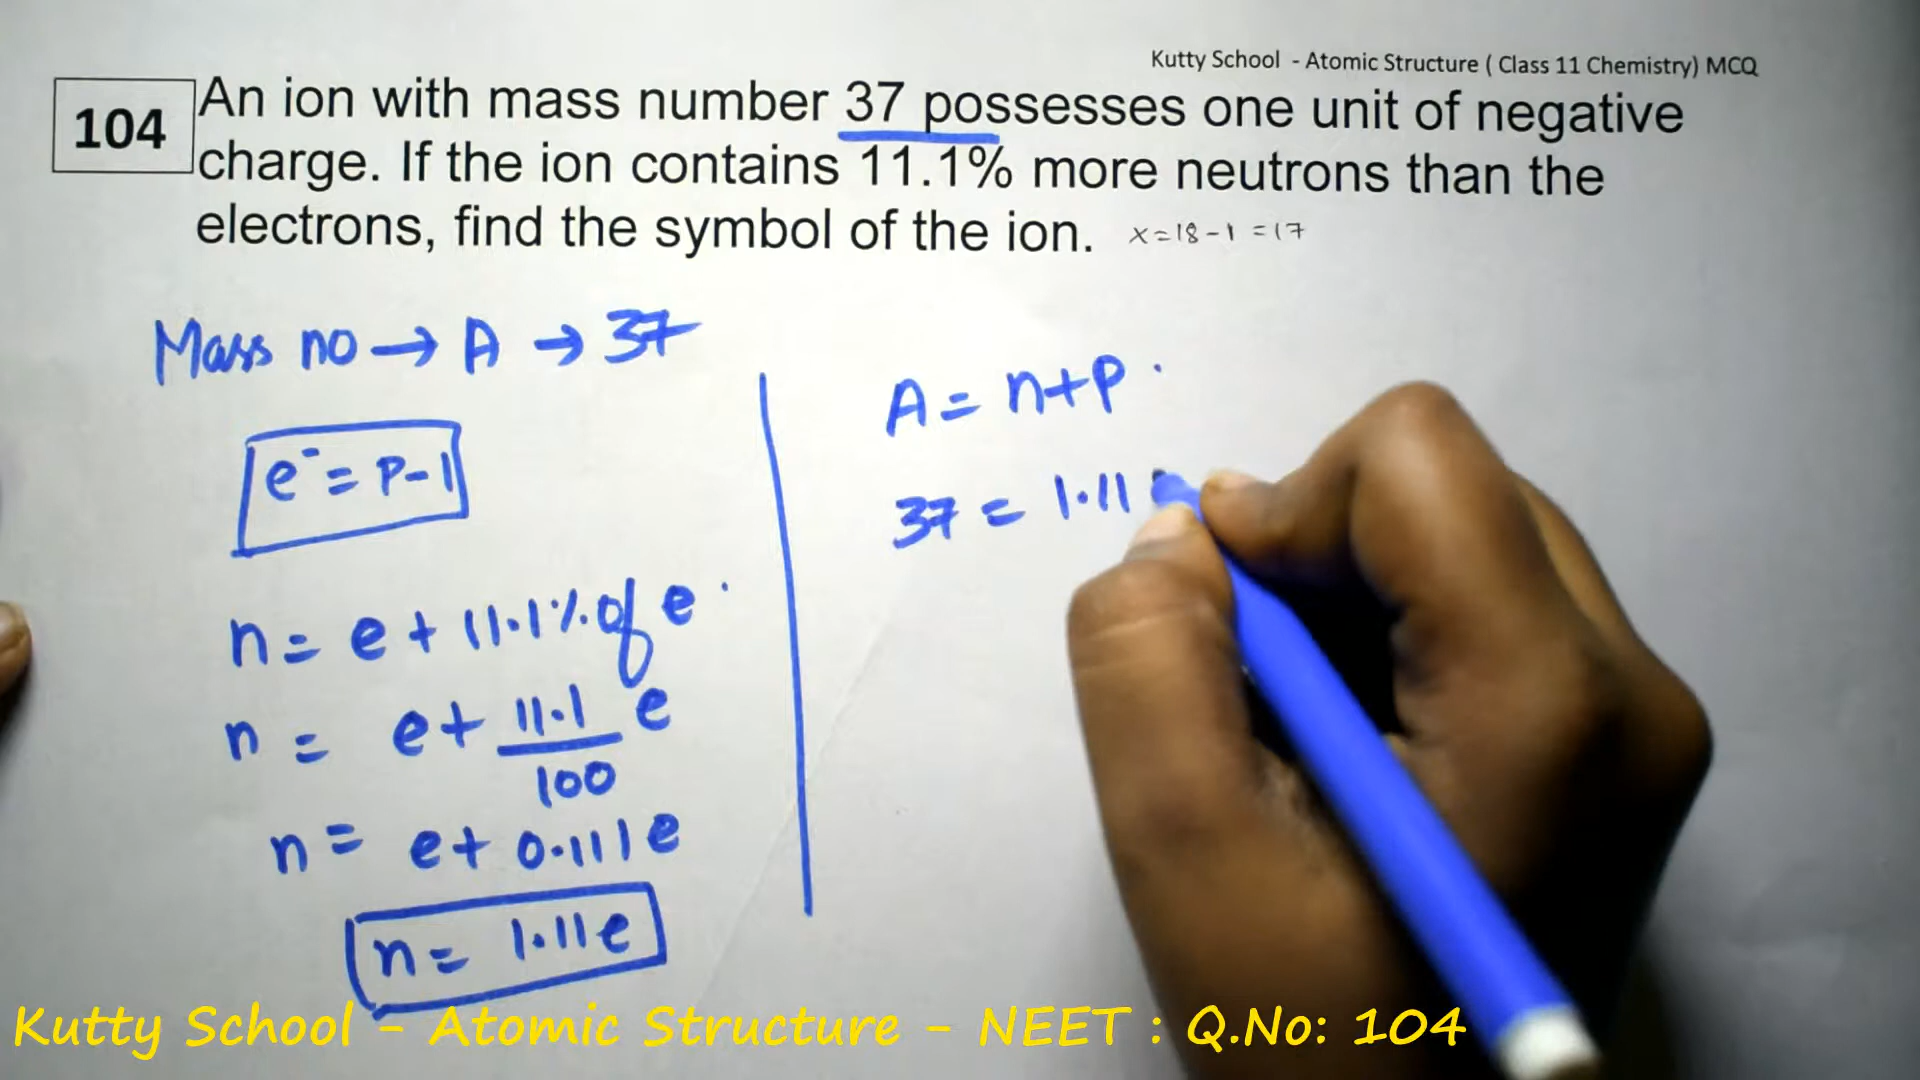 Kutty School - Atomic Structure ( Class 11 Chemistry) MCQ
104
An ion with mass number 37 possesses one unit of negative
charge. If the ion contains 11.1% more neutrons than the
electrons, find the symbol of the ion.
x=18-1 =17
Mass no → A → 37
e⁻ = P-1
n = e + 11.1% of e
n = e + 11.1/100 e
n = e + 0.111e
n = 1.11e
A = n+P
37 = 1.11
Kutty School - Atomic Structure - NEET : Q.No: 104